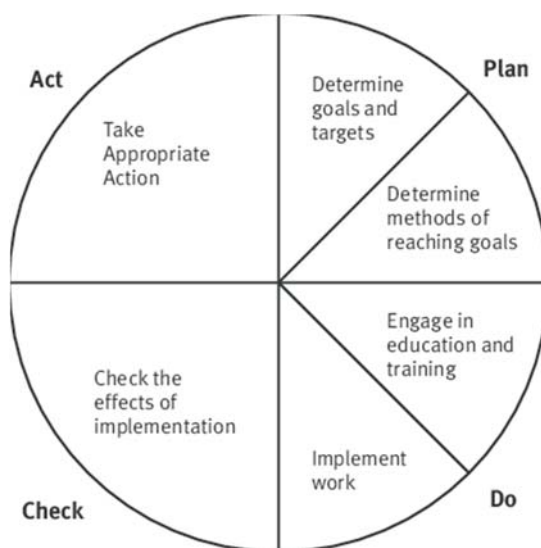 Act
Plan
Determine
goals and
targets
Take
Appropriate
Action
Determine
methods of
reaching goals
Engage in
education and
training
Check the
effects of
implementation
Implement
work
Check
Do